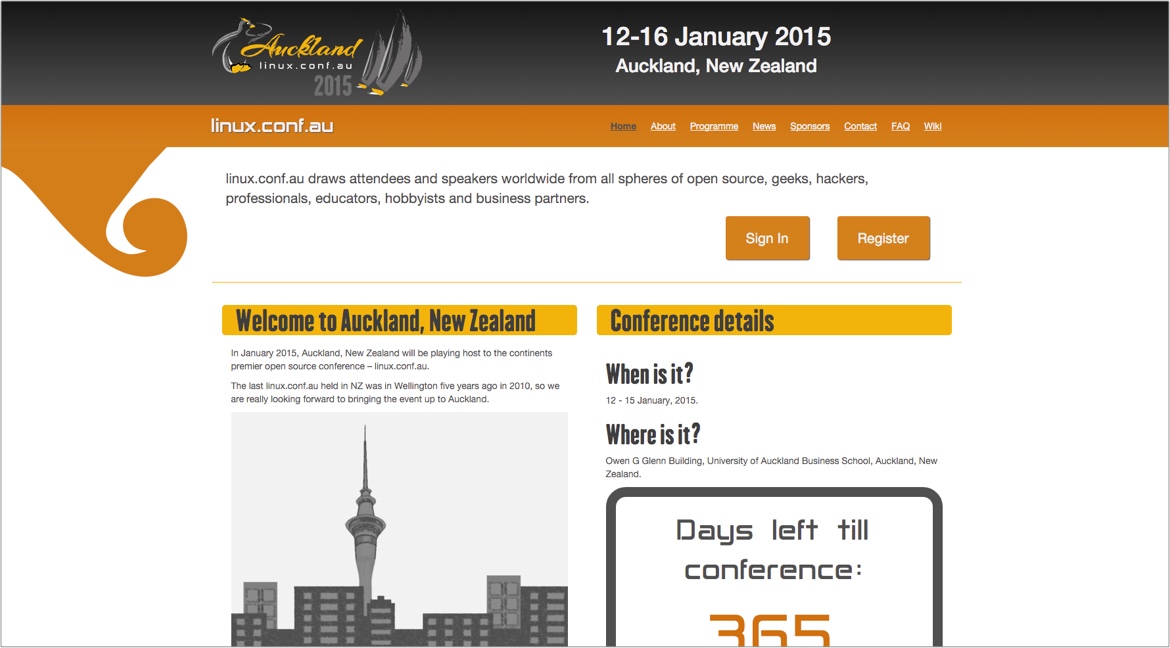 Auckland
linux.conf.au
2015
12-16 January 2015
Auckland, New Zealand
linux.conf.au
Home About Programme News Sponsors Contact FAQ Wiki
linux.conf.au draws attendees and speakers worldwide from all spheres of open source, geeks, hackers,
professionals, educators, hobbyists and business partners.
Sign In Register
Welcome to Auckland, New Zealand
In January 2015, Auckland, New Zealand will be playing host to the continents
premier open source conference – linux.conf.au.
The last linux.conf.au held in NZ was in Wellington five years ago in 2010, so we
are really looking forward to bringing the event up to Auckland.
Conference details
When is it?
12 - 15 January, 2015.
Where is it?
Owen G Glenn Building, University of Auckland Business School, Auckland, New
Zealand.
Days left till
conference:
365